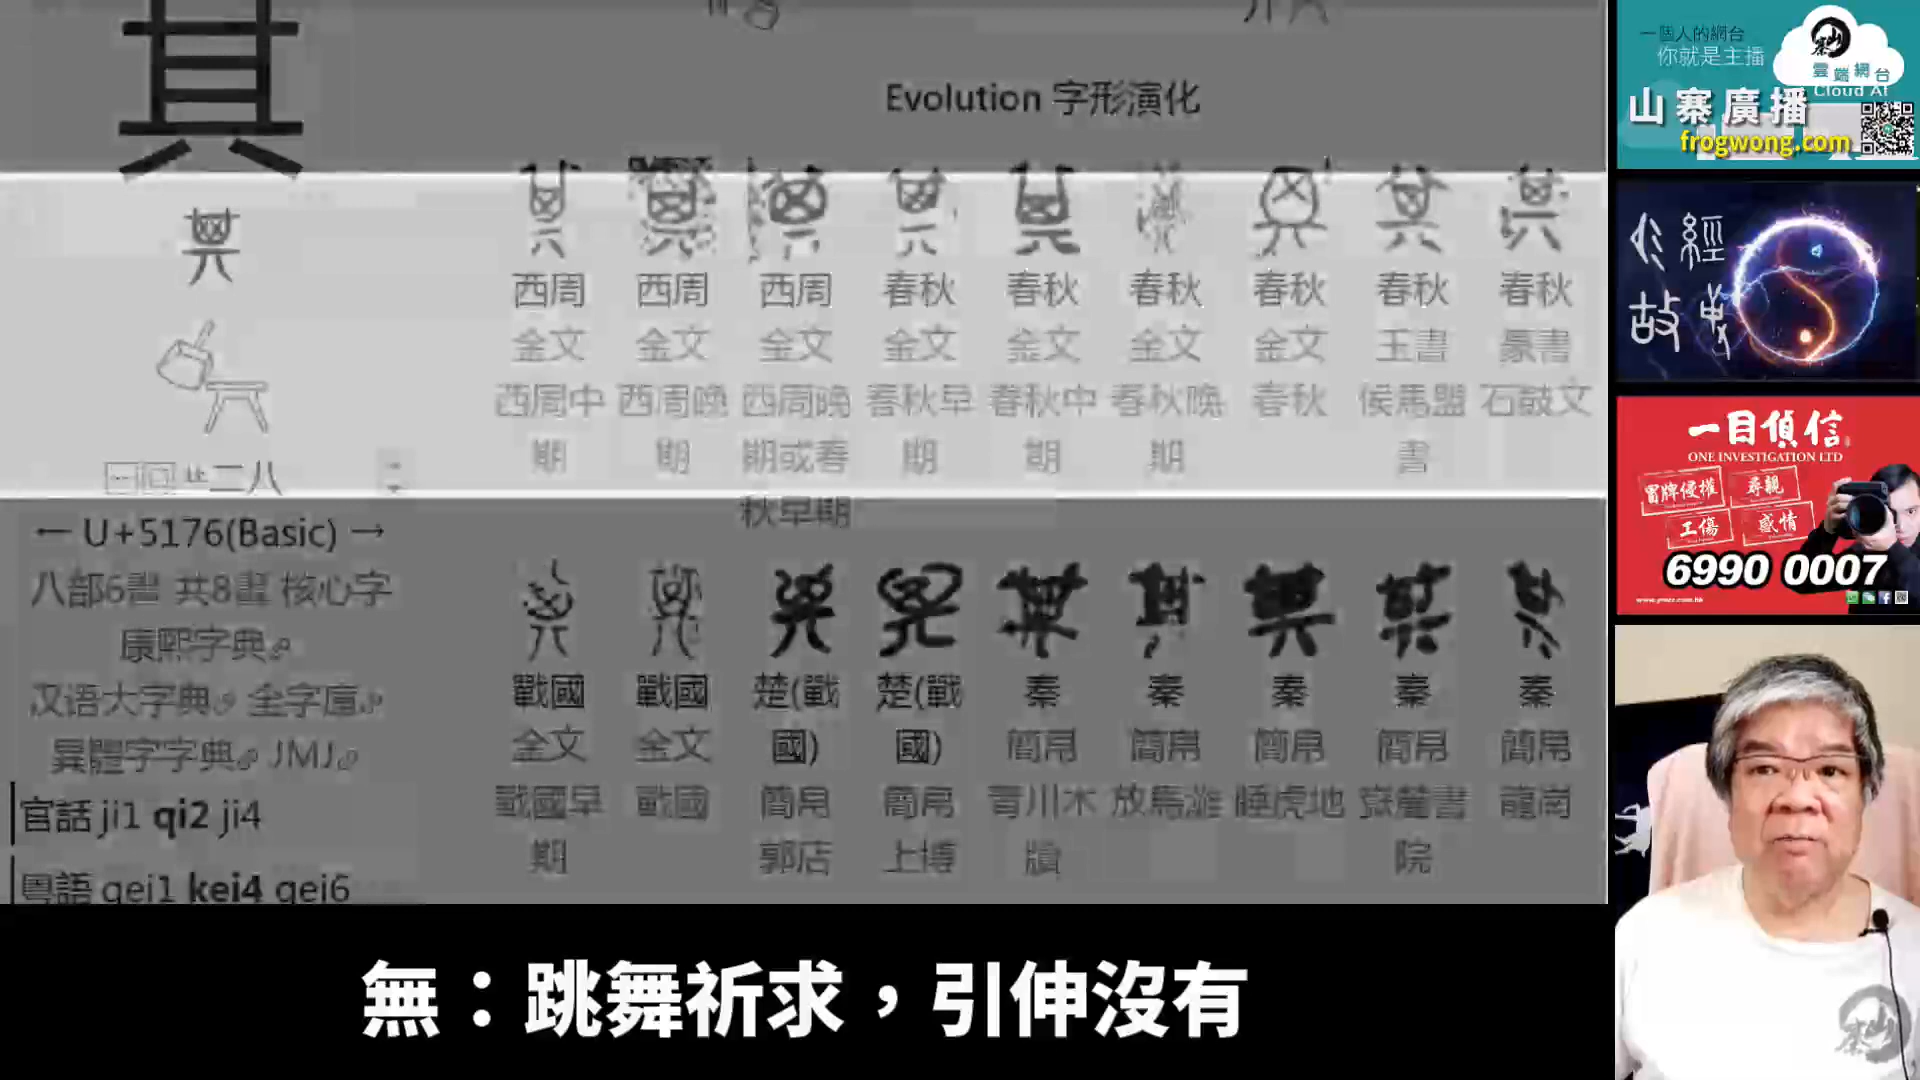 其
Evolution 字形演化
西周 西周 西周 春秋 春秋 春秋 春秋 春秋 春秋
金文 金文 金文 金文 金文 金文 金文 玉書 篆書
西周中期 西周晚期 西周晚期或春秋早期 春秋早期 春秋中期 春秋晚期 春秋 侯馬盟書 石鼓文
← U+5176(Basic) →
八部6畫 共8畫 核心字
康熙字典
汉语大字典 全字庫
異體字字典 JMJ
官話 ji1 qi2 ji4
粵語 gei1 kei4 gei6
戰國 戰國 楚(戰國) 楚(戰國) 秦 秦 秦 秦 秦
金文 金文 簡帛 簡帛 簡帛 簡帛 簡帛 簡帛 簡帛
戰國早期 戰國 郭店 上博 青川木牘 放馬灘 睡虎地 嶽麓書院 龍崗
無：跳舞祈求，引伸沒有
一個人的網台
你就是主播
雲端網台
Cloud AI
山寨廣播
frogwong.com
經
故
一目偵信
ONE INVESTIGATION LTD
冒牌侵權 尋親
工傷 感情
6990 0007